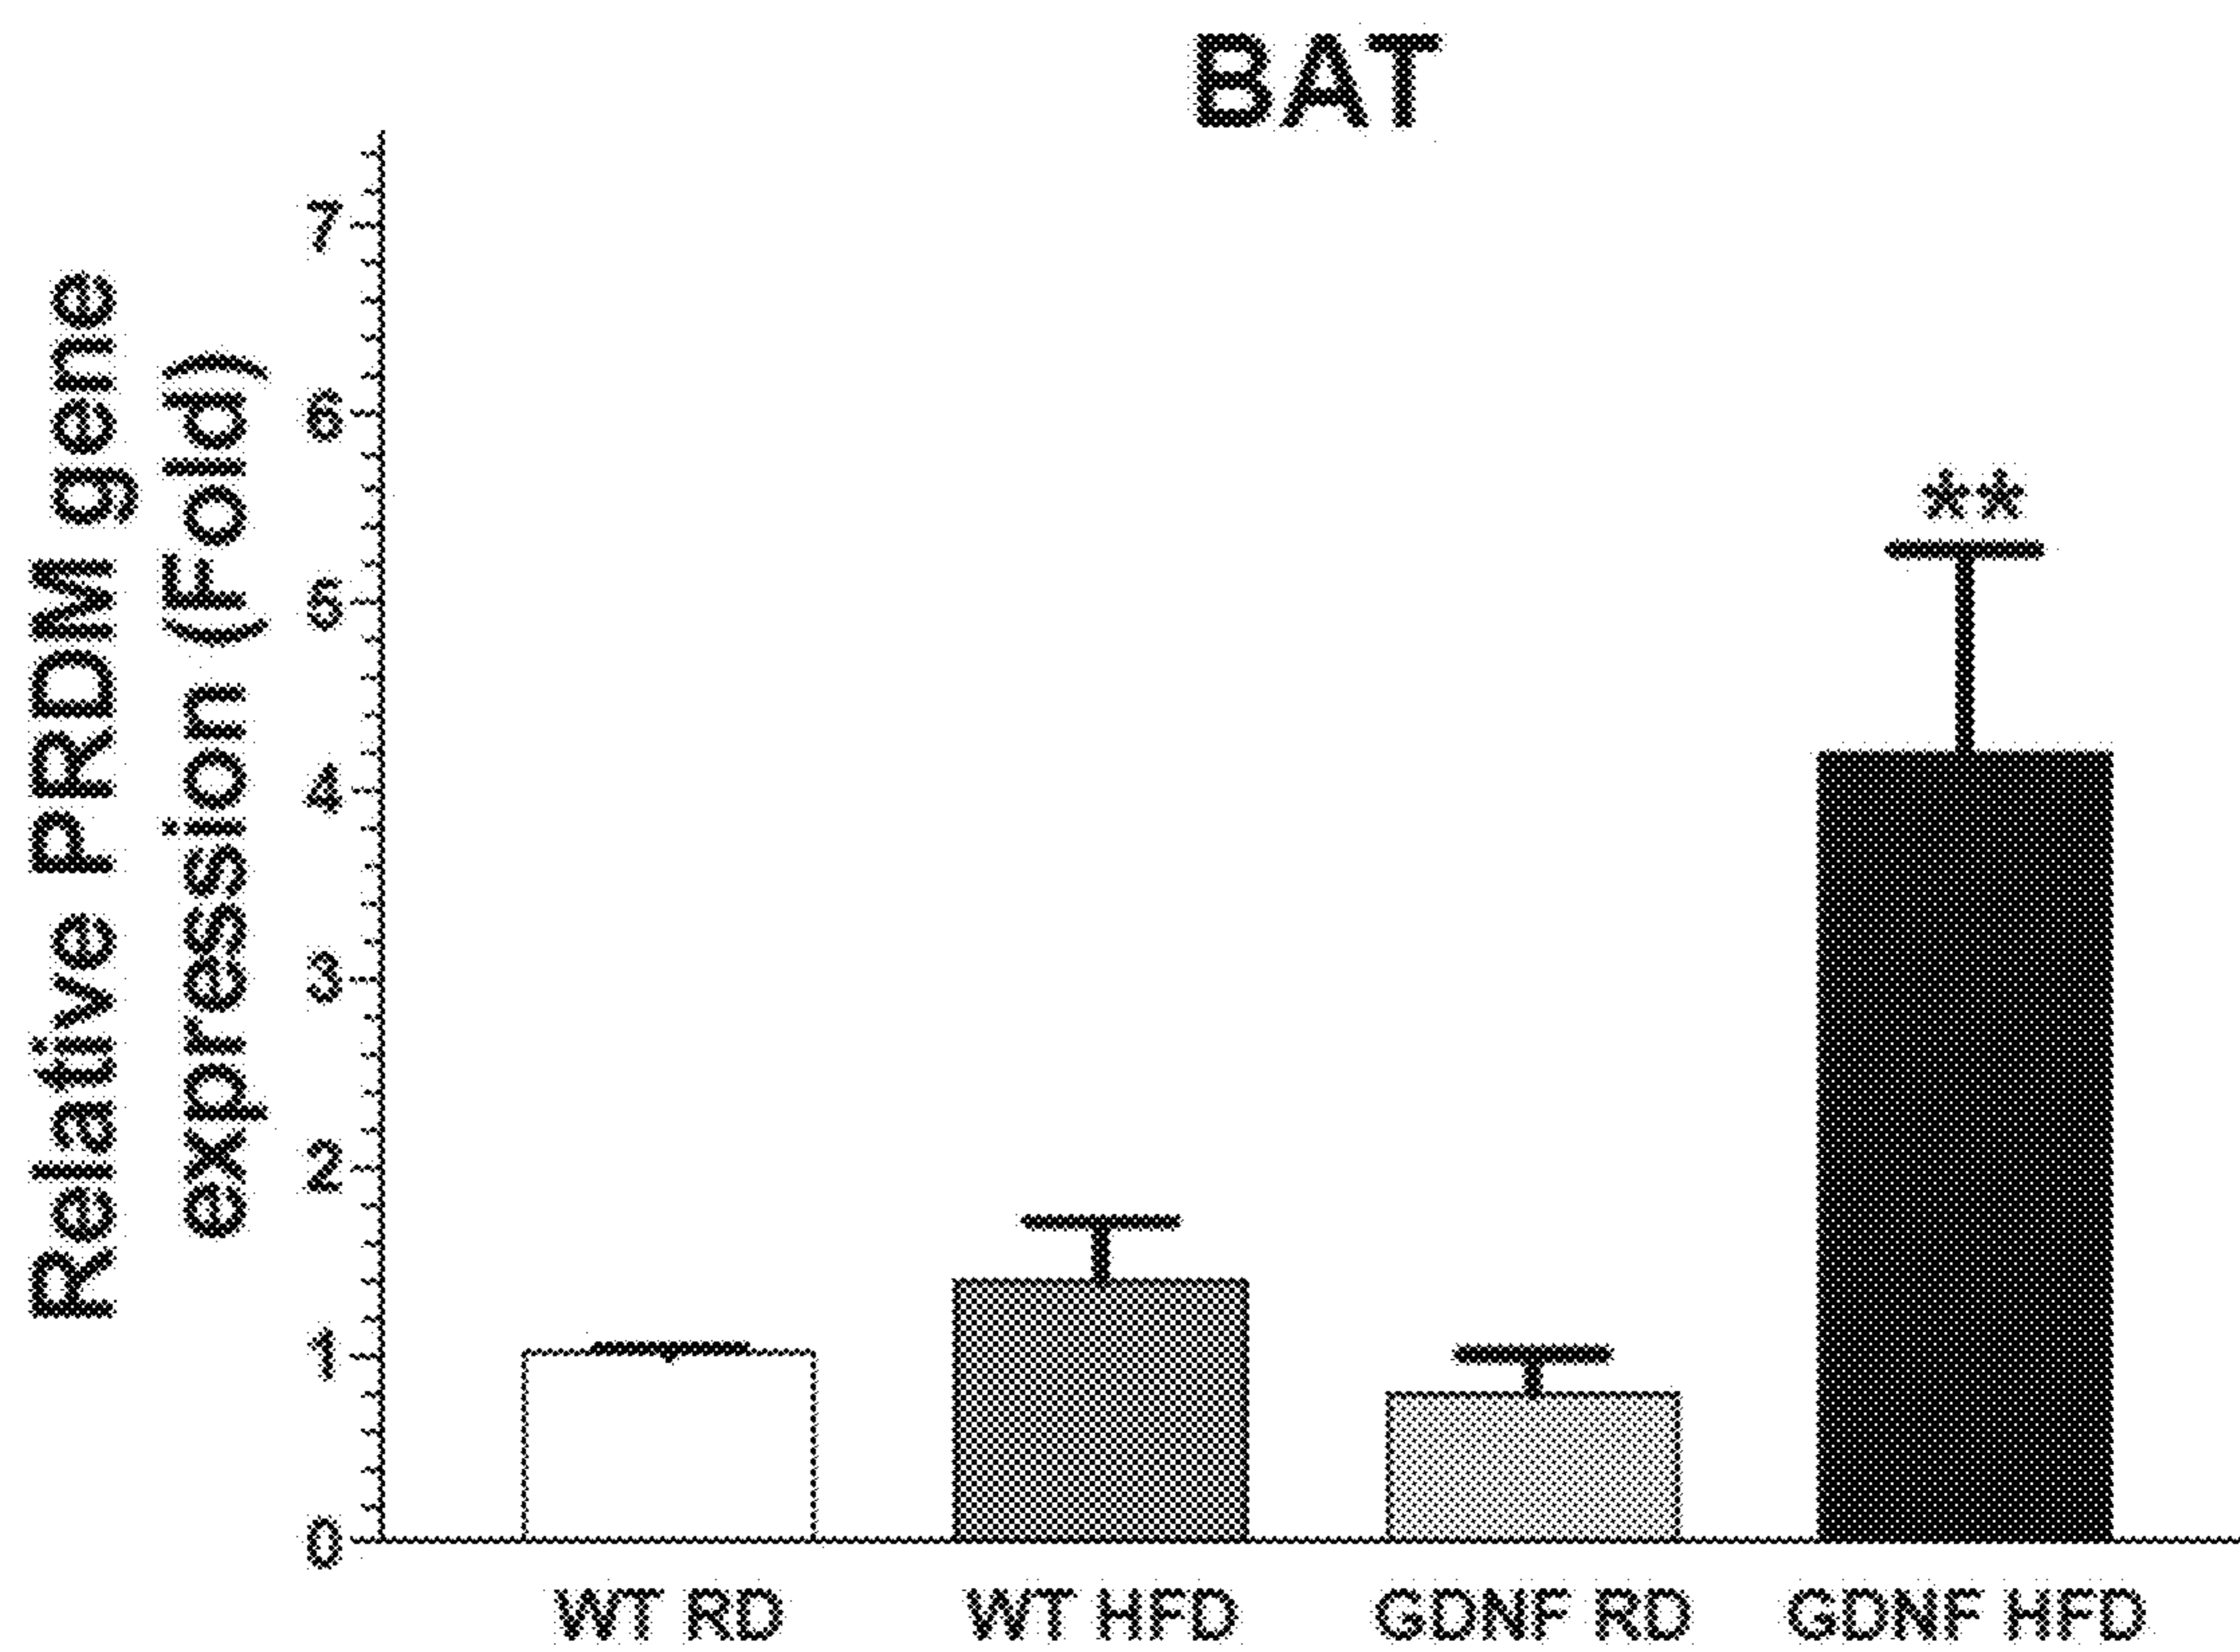 BAT
Relative PRDM gene
expression (Fold)
7
6
5
4
3
2
1
0
**
WT RD
WT HFD
GDNF RD
GDNF HFD